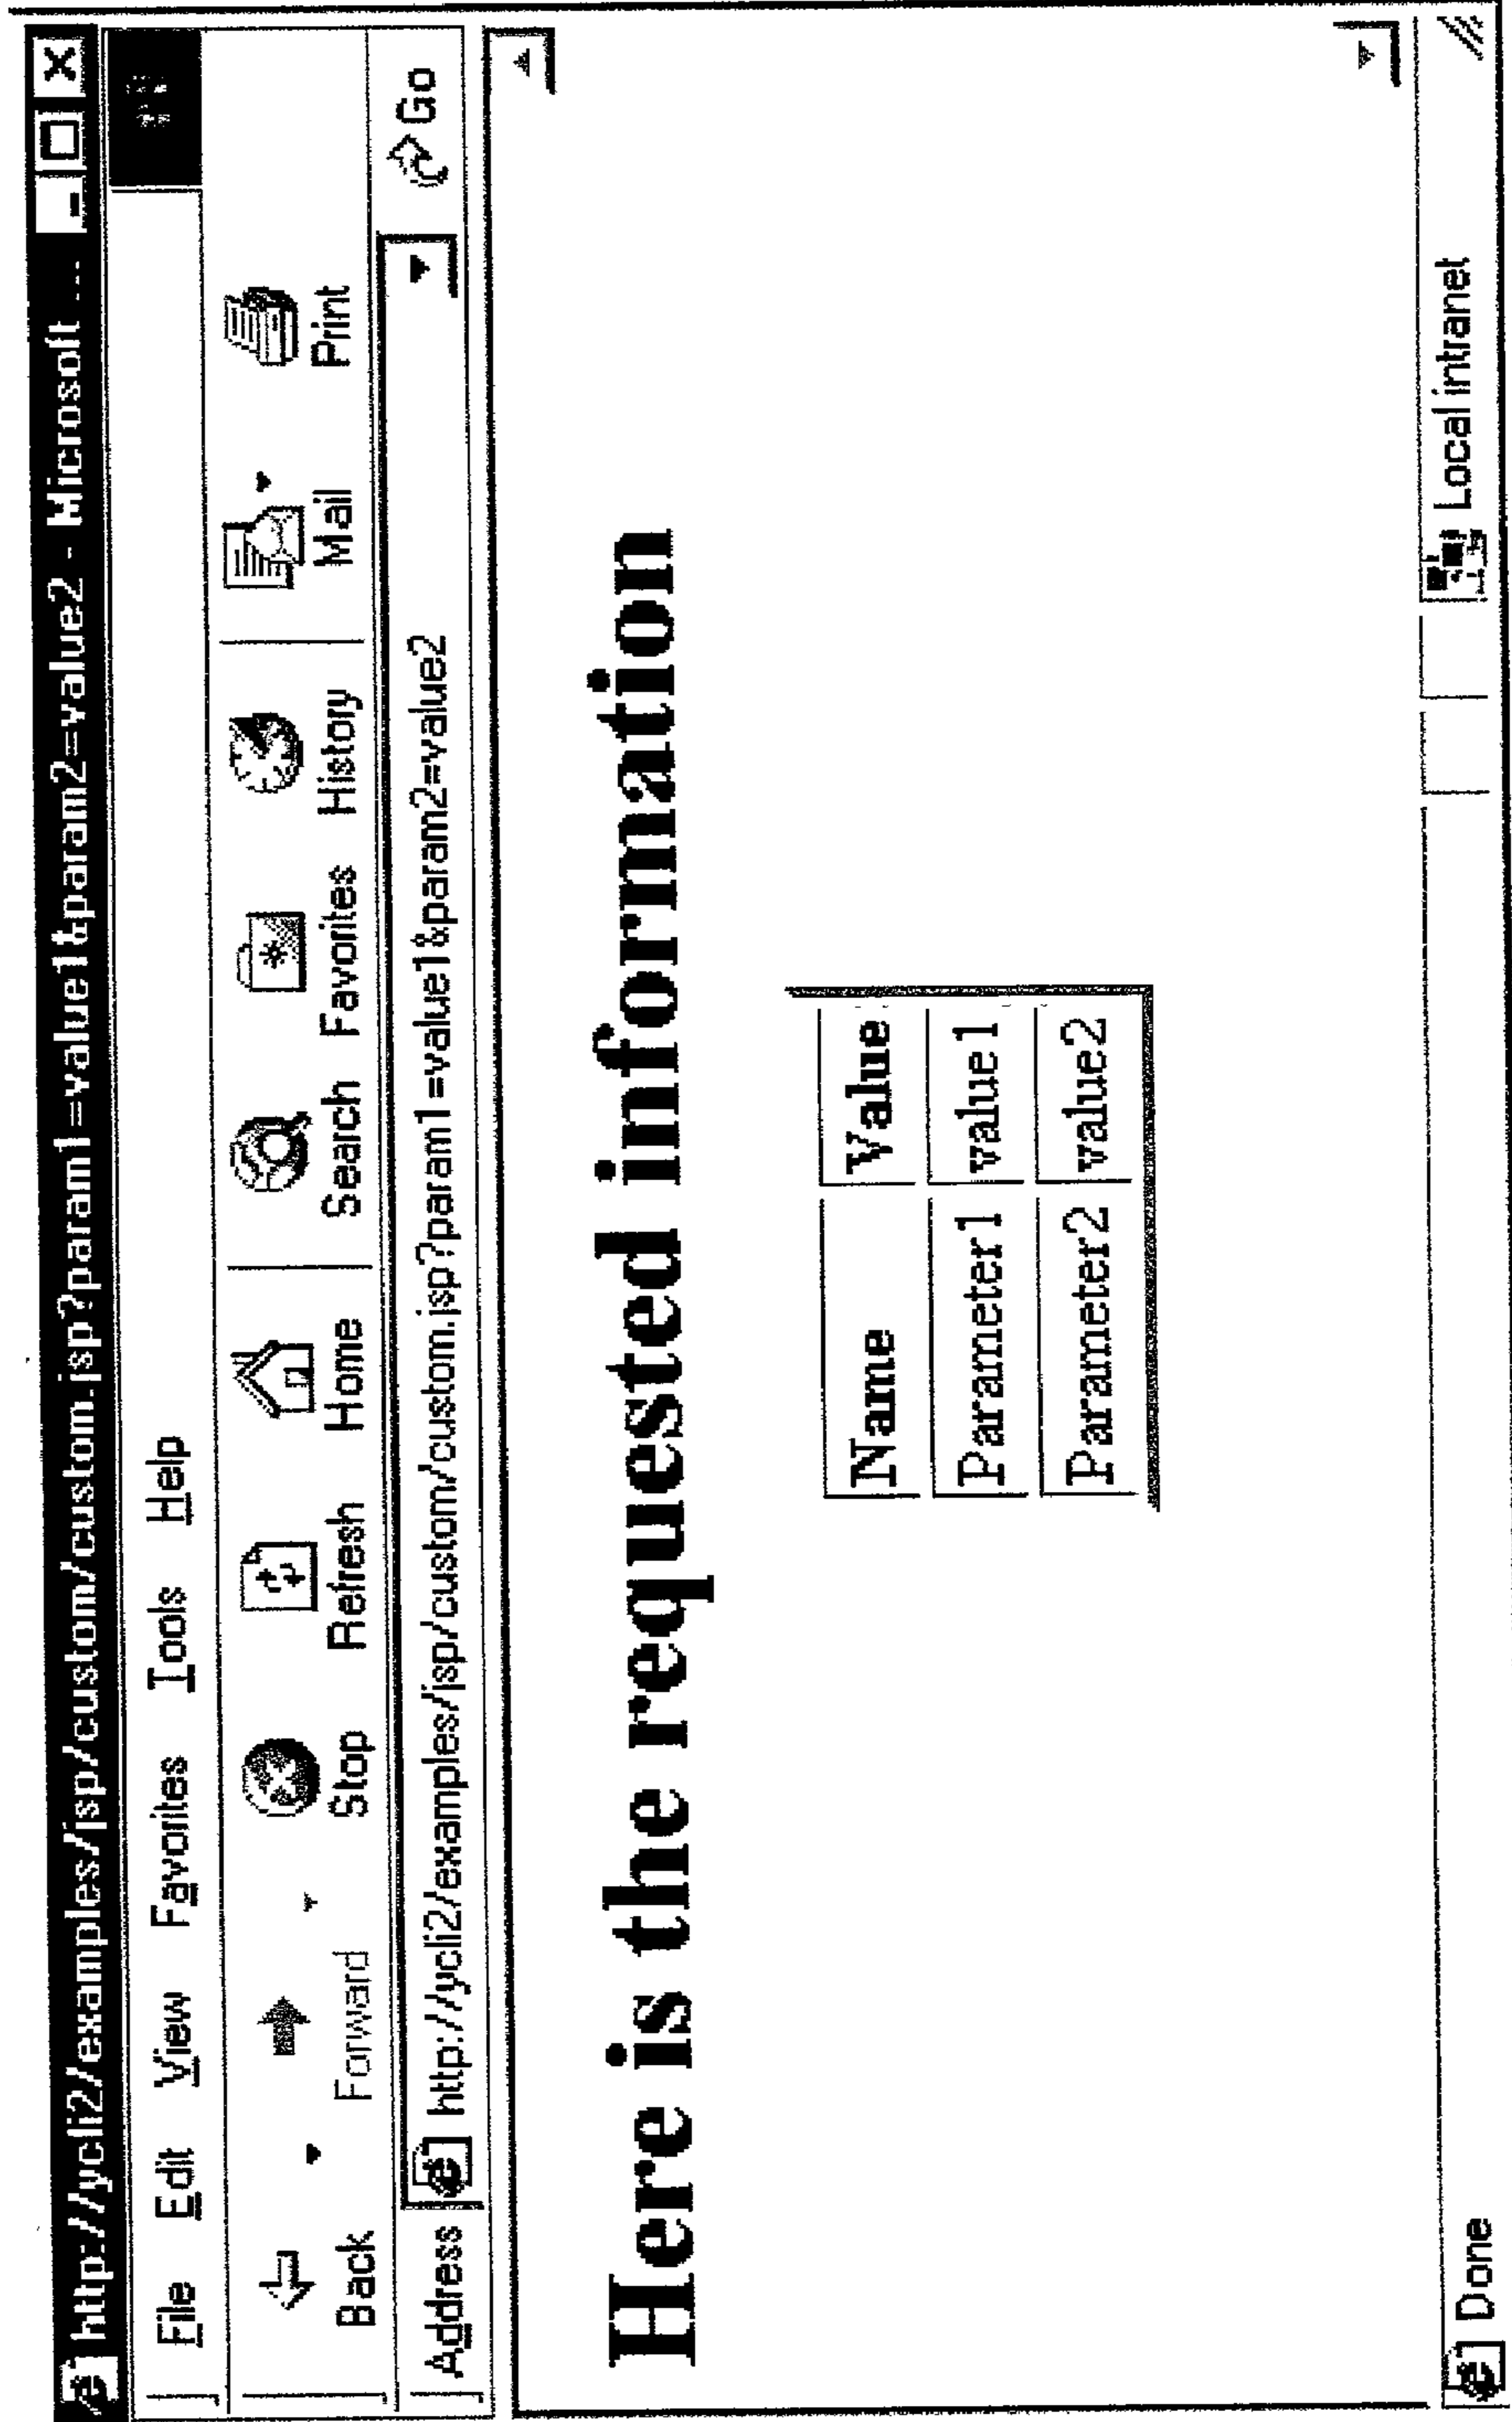 http://ycli2/examples/jsp/custom/custom.jsp?param1=value1&param2=value2 - Microsoft ...
File Edit View Favorites Tools Help
Back Forward Stop Refresh Home Search Favorites History Mail Print
Address http://ycli2/examples/jsp/custom/custom.jsp?param1=value1&param2=value2 Go
Here is the requested information
Name Value
Parameter1 value1
Parameter2 value2
Done Local intranet